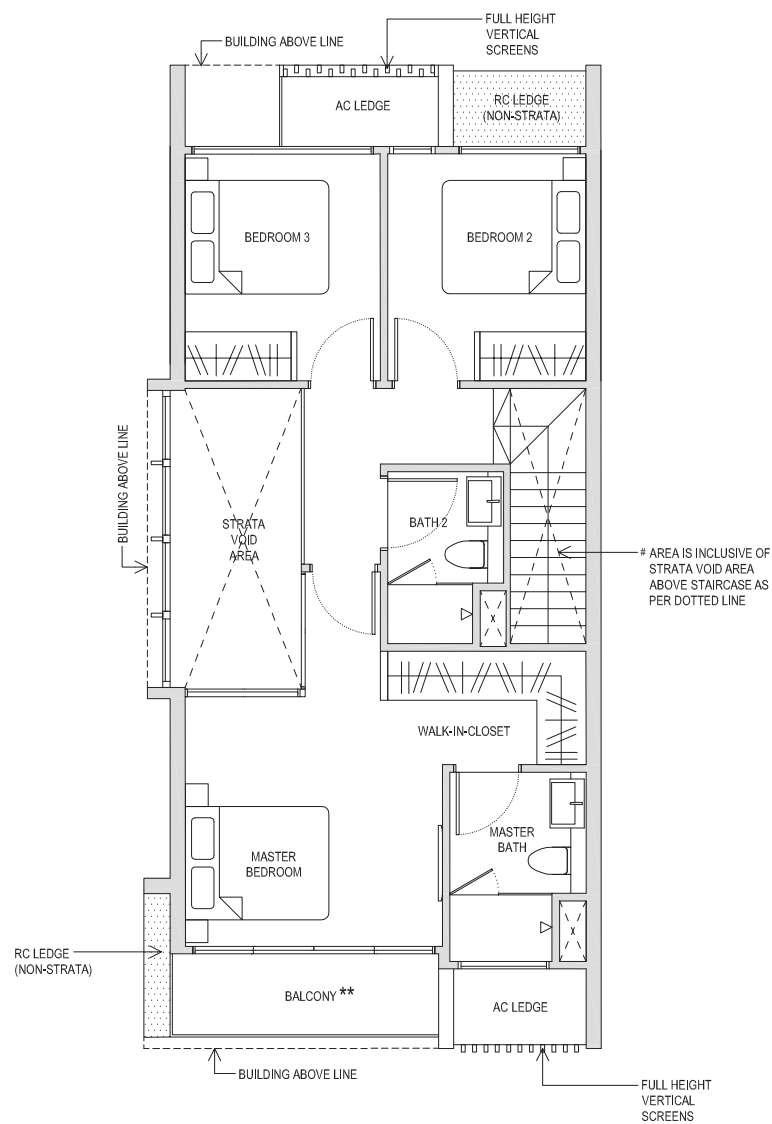 FULL HEIGHT
VERTICAL
SCREENS
BUILDING ABOVE LINE
AC LEDGE
RC LEDGE
(NON-STRATA)
BEDROOM 3
BEDROOM 2
BUILDING ABOVE LINE
STRATA
VOID
AREA
BATH 2
# AREA IS INCLUSIVE OF
STRATA VOID AREA
ABOVE STAIRCASE AS
PER DOTTED LINE
WALK-IN-CLOSET
MASTER
BATH
MASTER
BEDROOM
RC LEDGE
(NON-STRATA)
BALCONY **
AC LEDGE
BUILDING ABOVE LINE
FULL HEIGHT
VERTICAL
SCREENS